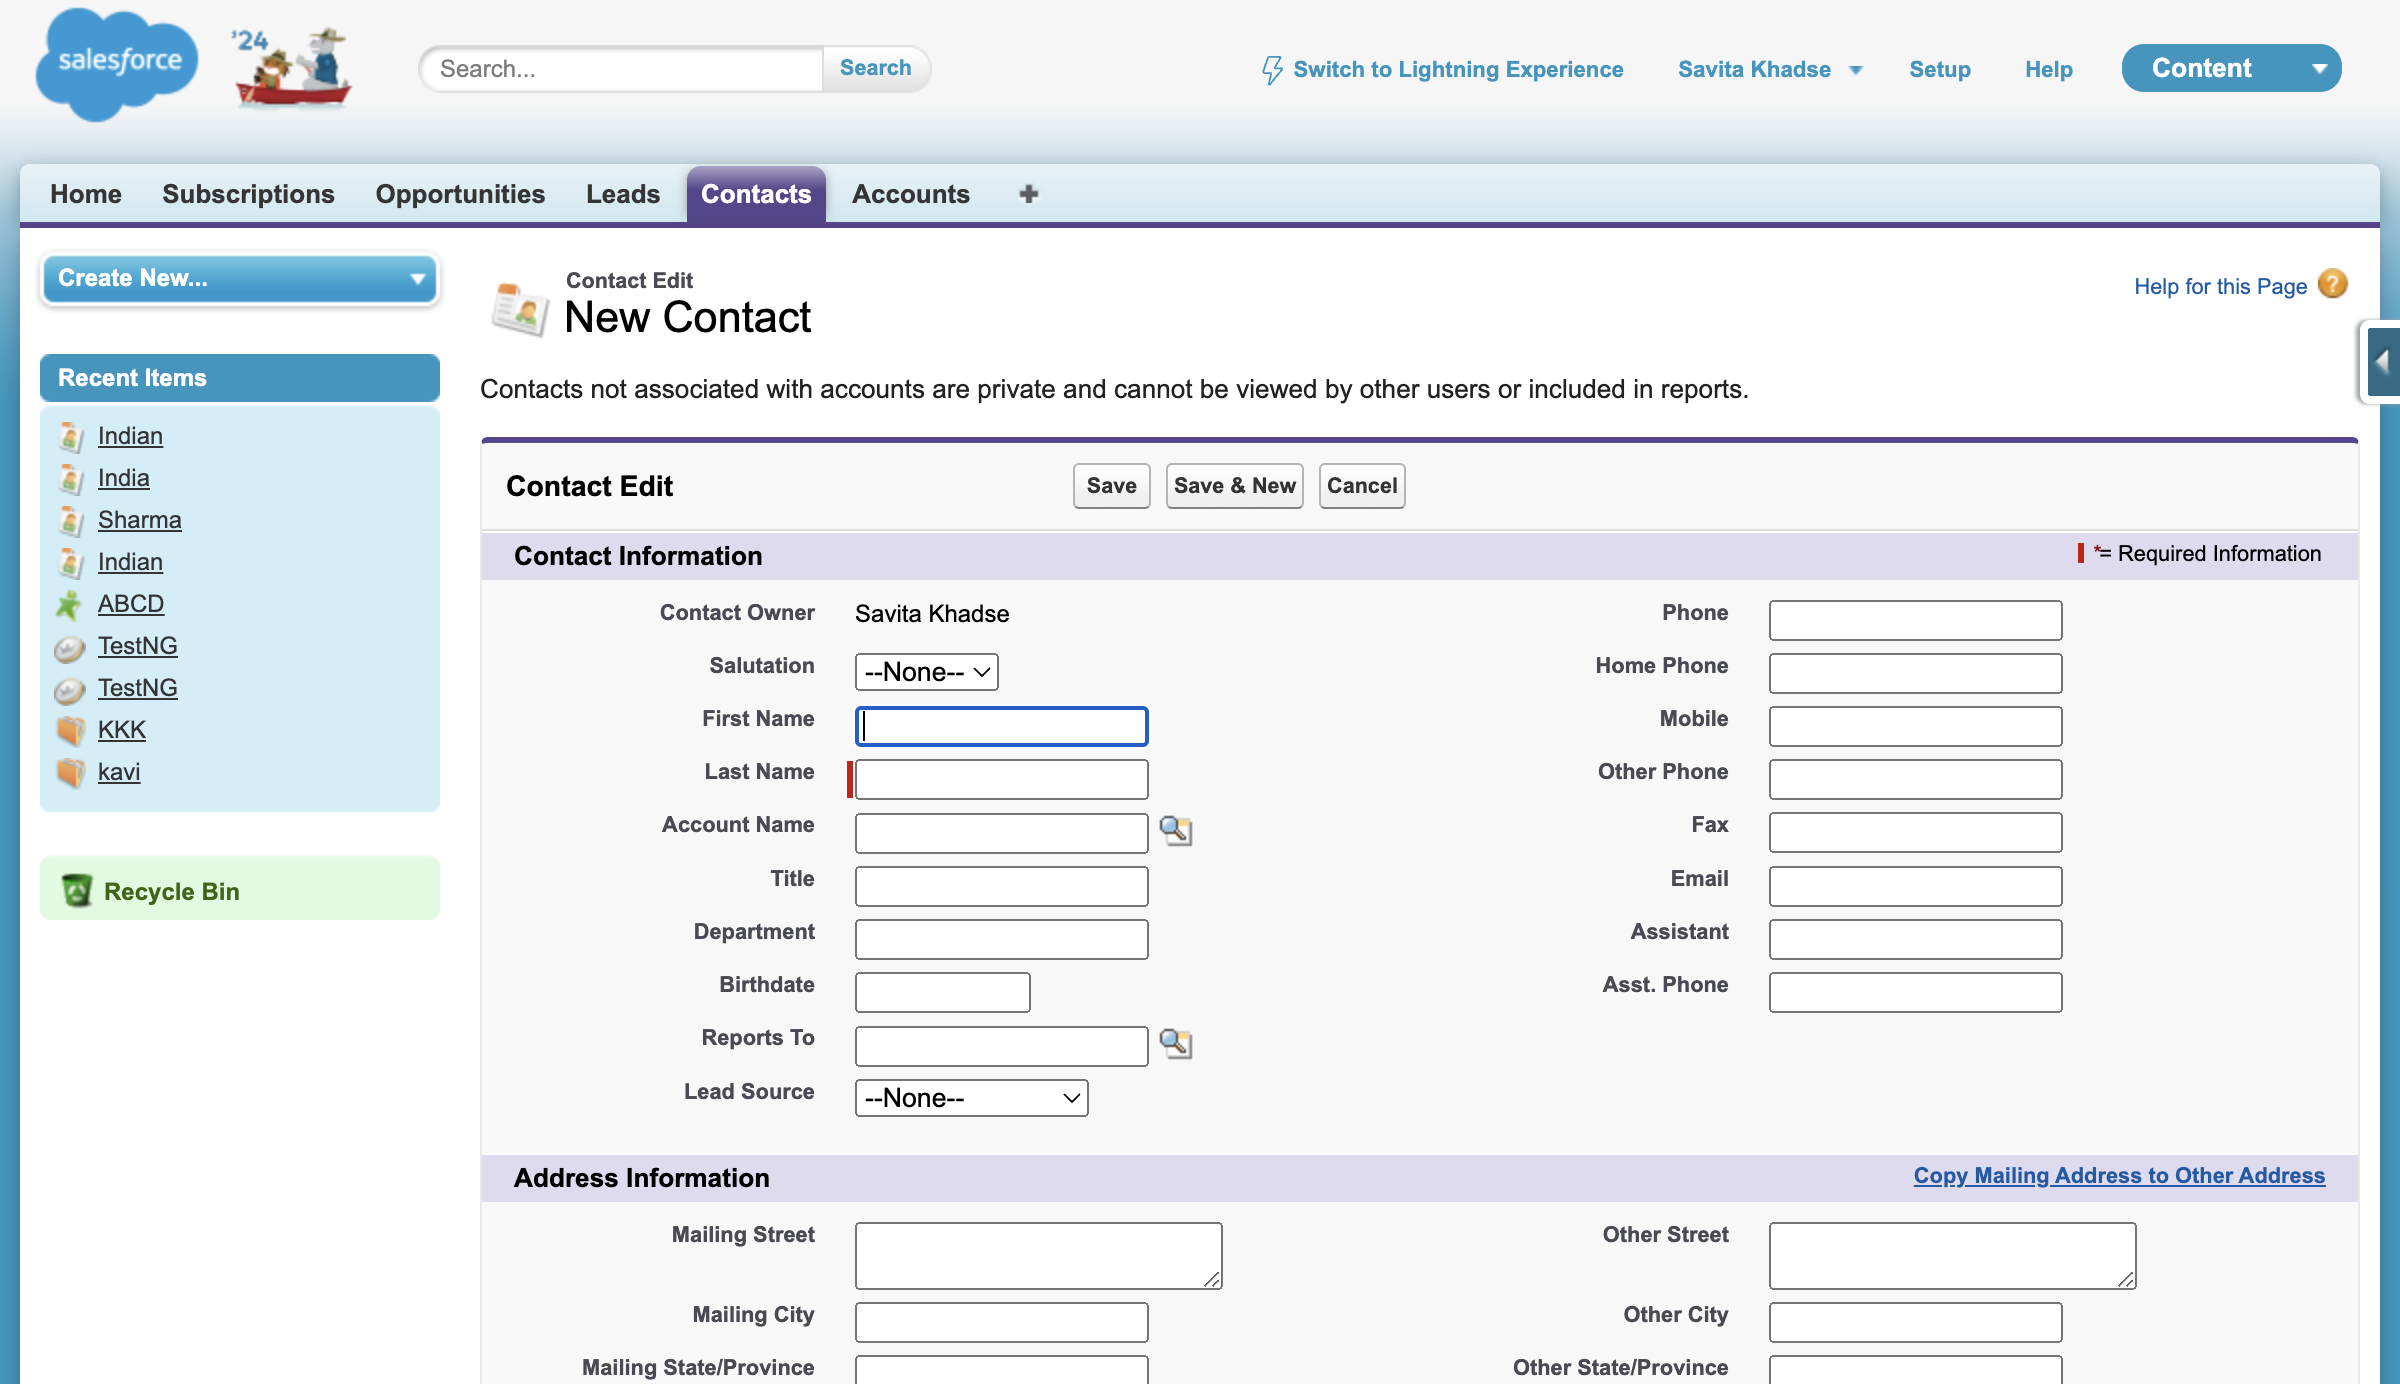 salesforce
'24
Search...
Search
Switch to Lightning Experience
Savita Khadse
Setup
Help
Content
Home
Subscriptions
Opportunities
Leads
Contacts
Accounts
Create New...
Recent Items
Indian
India
Sharma
Indian
ABCD
TestNG
TestNG
KKK
kavi
Recycle Bin
Contact Edit
New Contact
Help for this Page
?
Contacts not associated with accounts are private and cannot be viewed by other users or included in reports.
Contact Edit
Save
Save & New
Cancel
Contact Information
*= Required Information
Contact Owner
Savita Khadse
Phone
Salutation
--None--
Home Phone
First Name
Mobile
Last Name
Other Phone
Account Name
Fax
Title
Email
Department
Assistant
Birthdate
Asst. Phone
Reports To
Lead Source
--None--
Address Information
Copy Mailing Address to Other Address
Mailing Street
Other Street
Mailing City
Other City
Mailing State/Province
Other State/Province